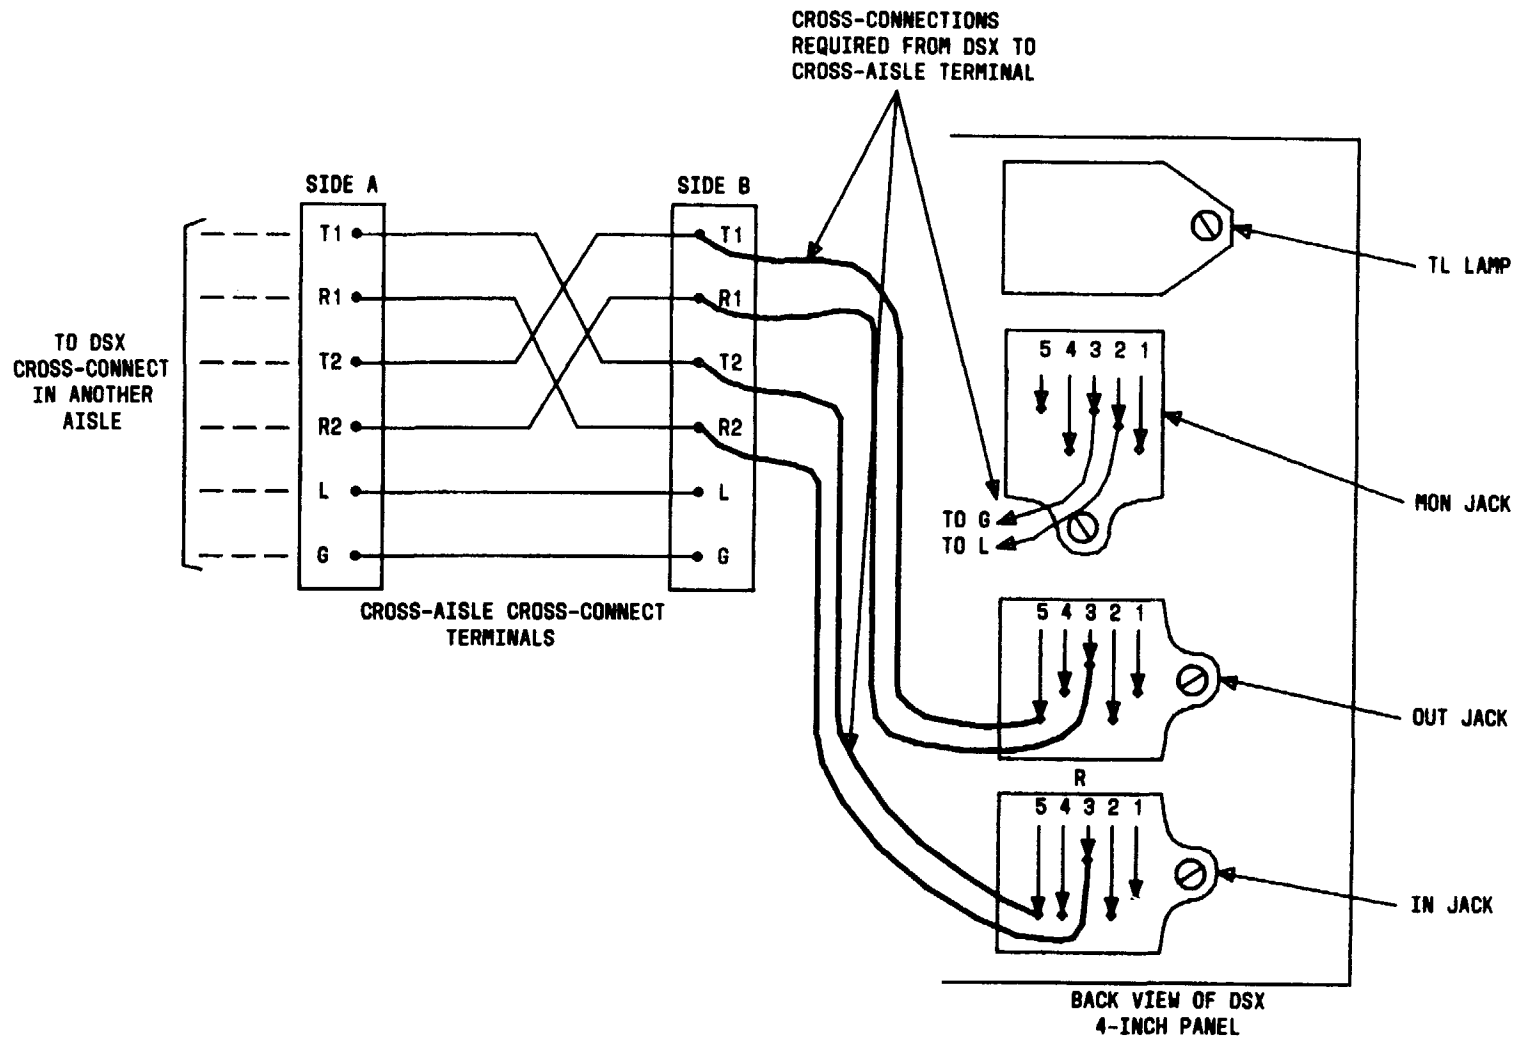 CROSS-CONNECTIONS
REQUIRED FROM DSX TO
CROSS-AISLE TERMINAL
SIDE A
SIDE B
T1
R1
T2
R2
L
G
T1
R1
T2
R2
L
G
TO DSX
CROSS-CONNECT
IN ANOTHER
AISLE
CROSS-AISLE CROSS-CONNECT
TERMINALS
TL LAMP
5 4 3 2 1
MON JACK
TO G
TO L
5 4 3 2 1
OUT JACK
R
5 4 3 2 1
IN JACK
BACK VIEW OF DSX
4-INCH PANEL